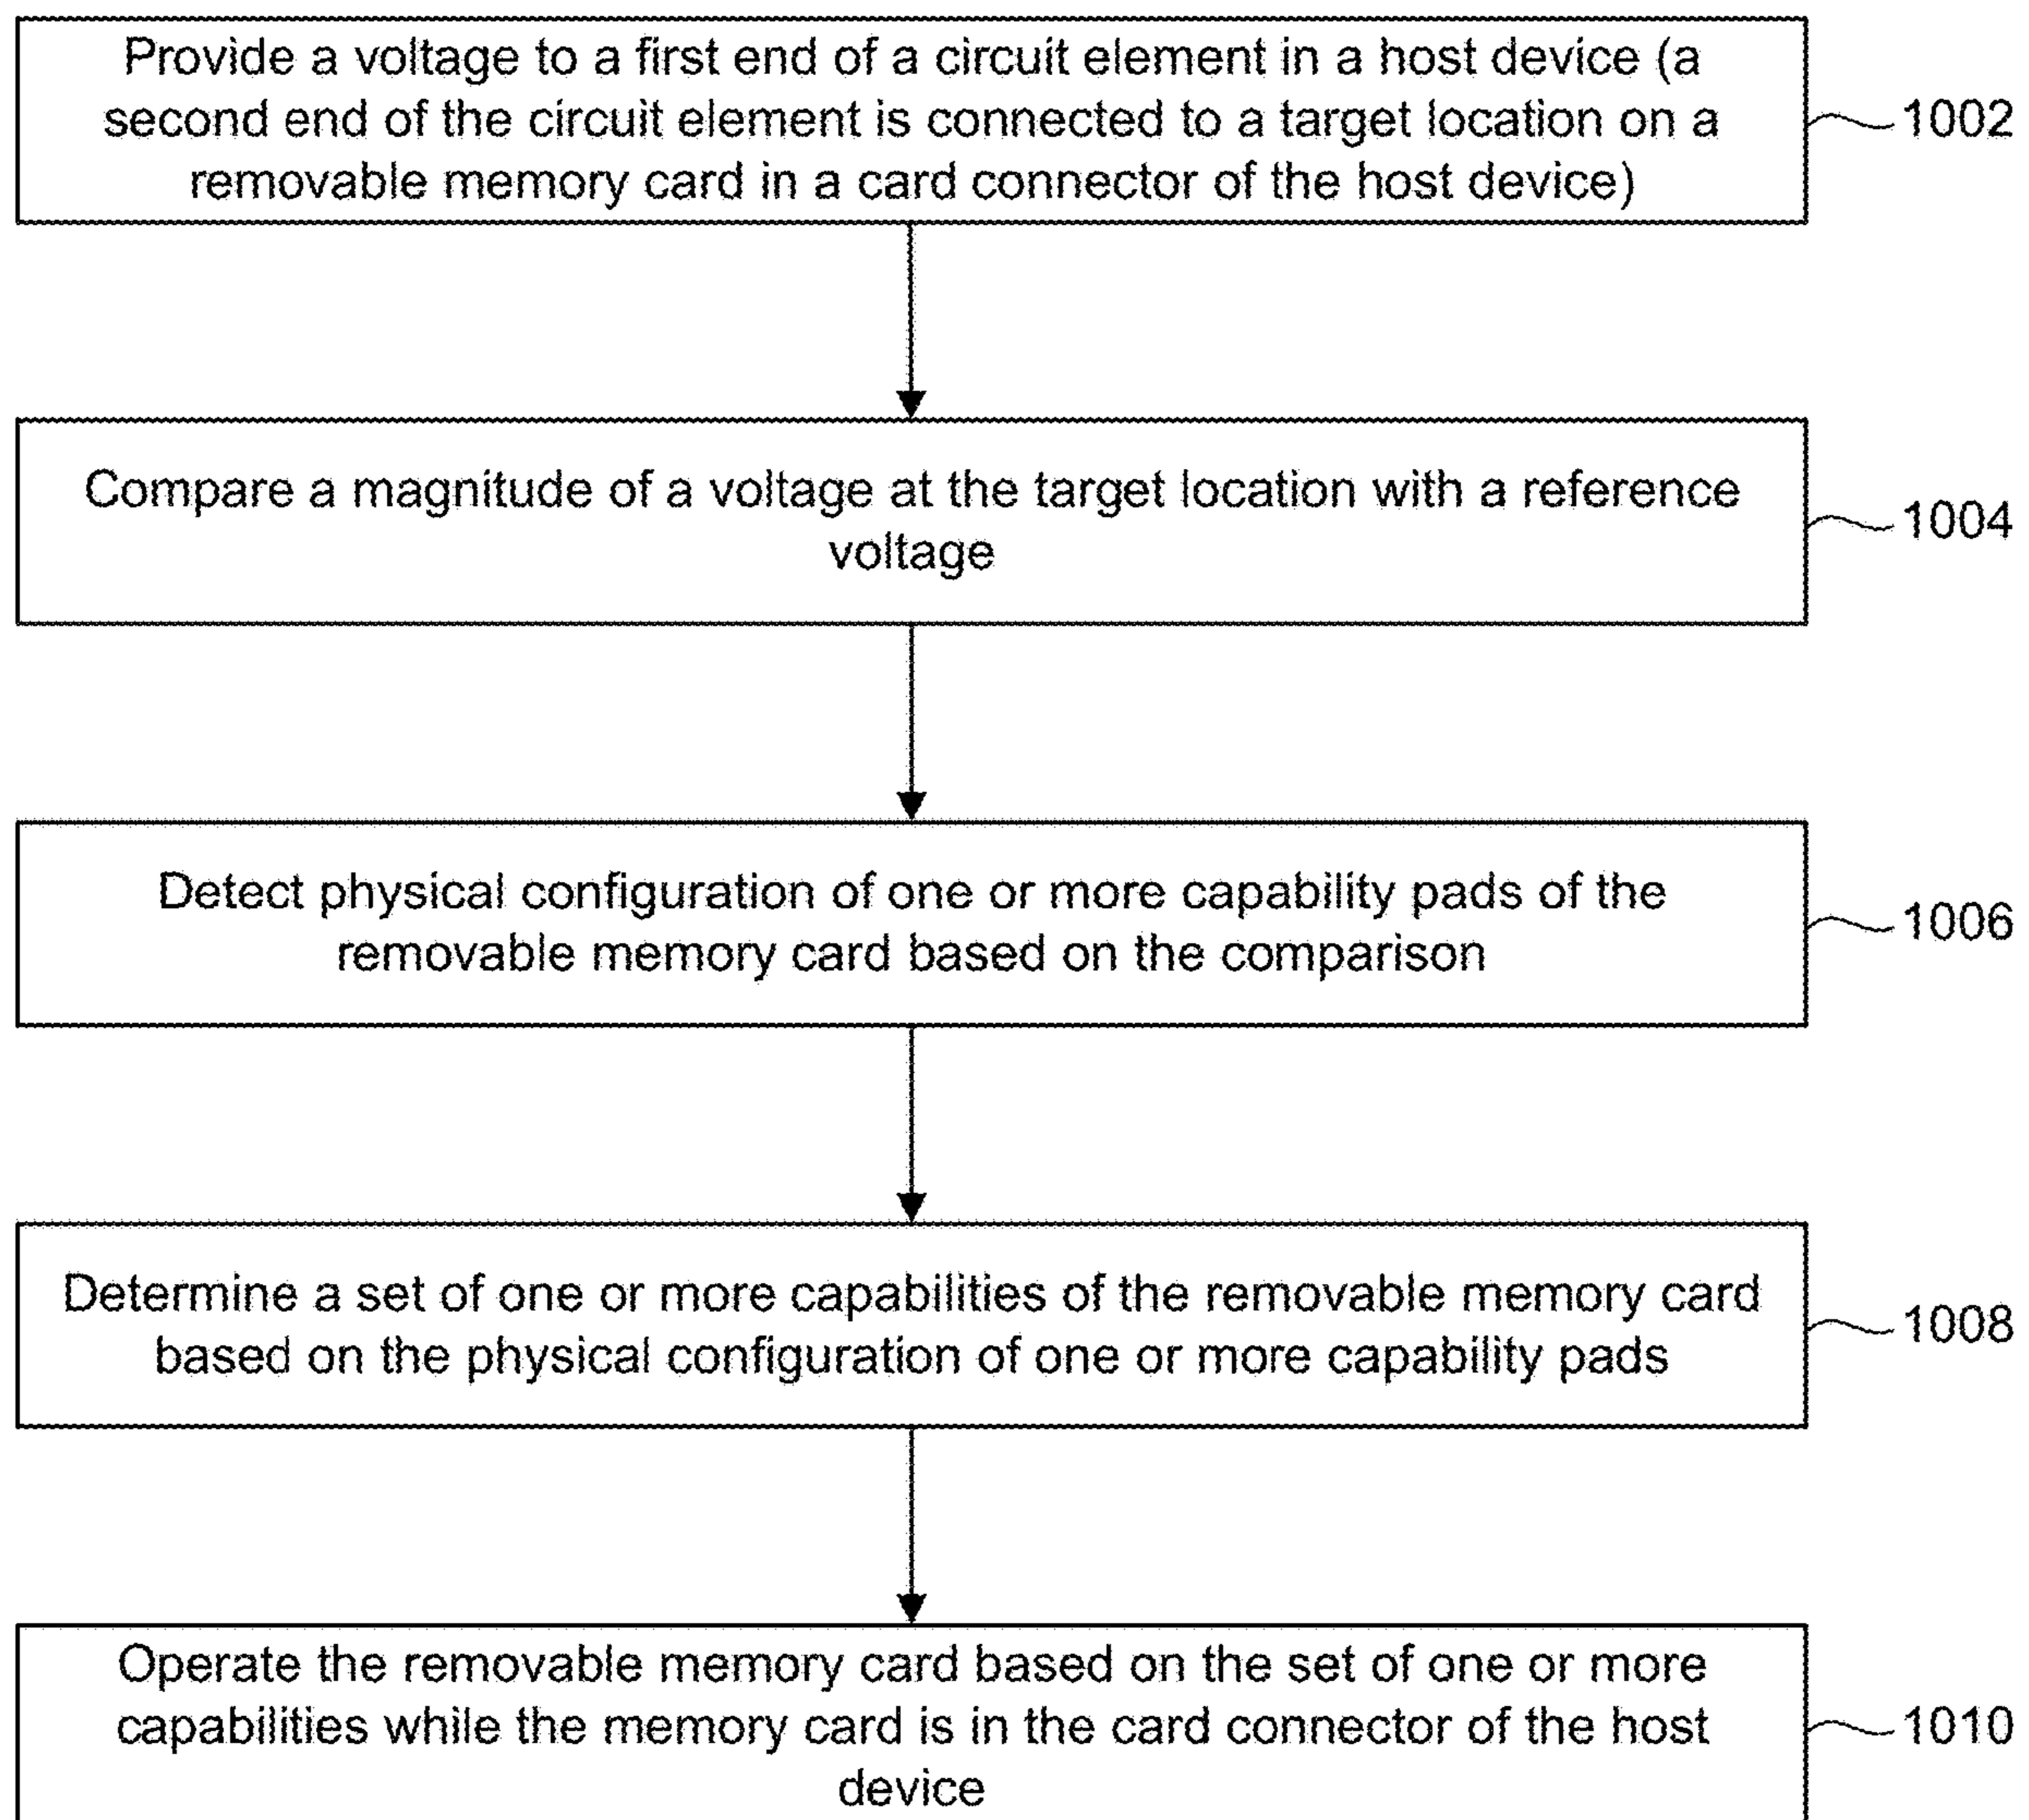 Provide a voltage to a first end of a circuit element in a host device (a
second end of the circuit element is connected to a target location on a
removable memory card in a card connector of the host device)
1002
Compare a magnitude of a voltage at the target location with a reference
voltage
1004
Detect physical configuration of one or more capability pads of the
removable memory card based on the comparison
1006
Determine a set of one or more capabilities of the removable memory card
based on the physical configuration of one or more capability pads
1008
Operate the removable memory card based on the set of one or more
capabilities while the memory card is in the card connector of the host
device
1010